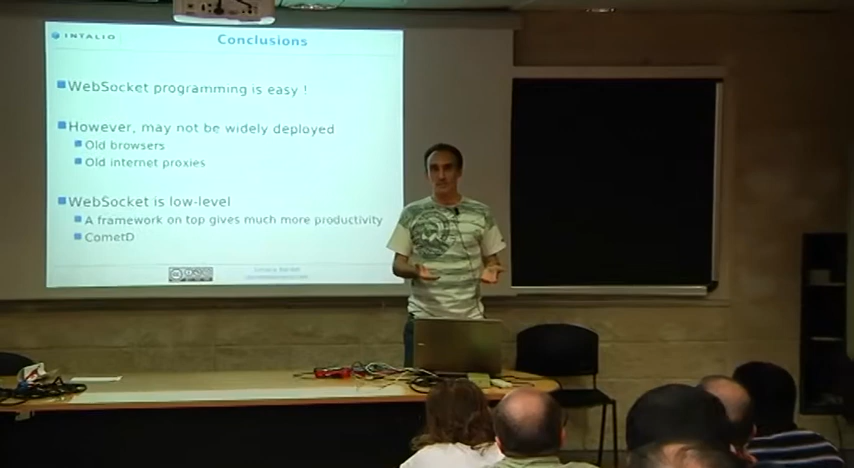 INTALIO
Conclusions
WebSocket programming is easy !
However, may not be widely deployed
Old browsers
Old internet proxies
WebSocket is low-level
A framework on top gives much more productivity
CometD